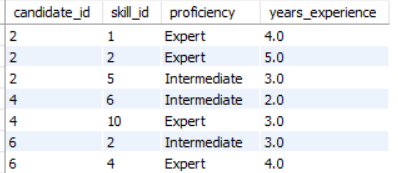 candidate_id skill_id proficiency years_experience
2 1 Expert 4.0
2 2 Expert 5.0
2 5 Intermediate 3.0
4 6 Intermediate 2.0
4 10 Expert 3.0
6 2 Intermediate 3.0
6 4 Expert 4.0